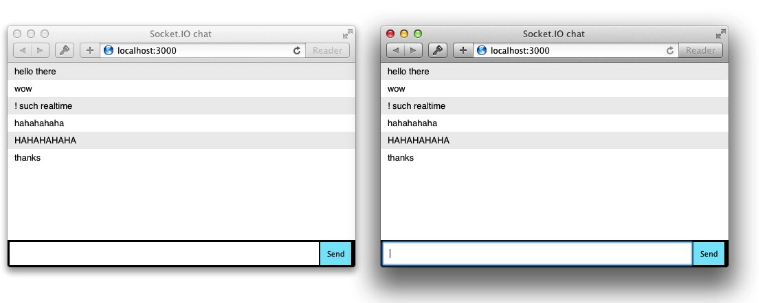 Socket.IO chat
localhost:3000
Reader
hello there
wow
! such realtime
hahahahaha
HAHAHAHAHA
thanks
Send
Socket.IO chat
localhost:3000
Reader
hello there
wow
! such realtime
hahahahaha
HAHAHAHAHA
thanks
Send